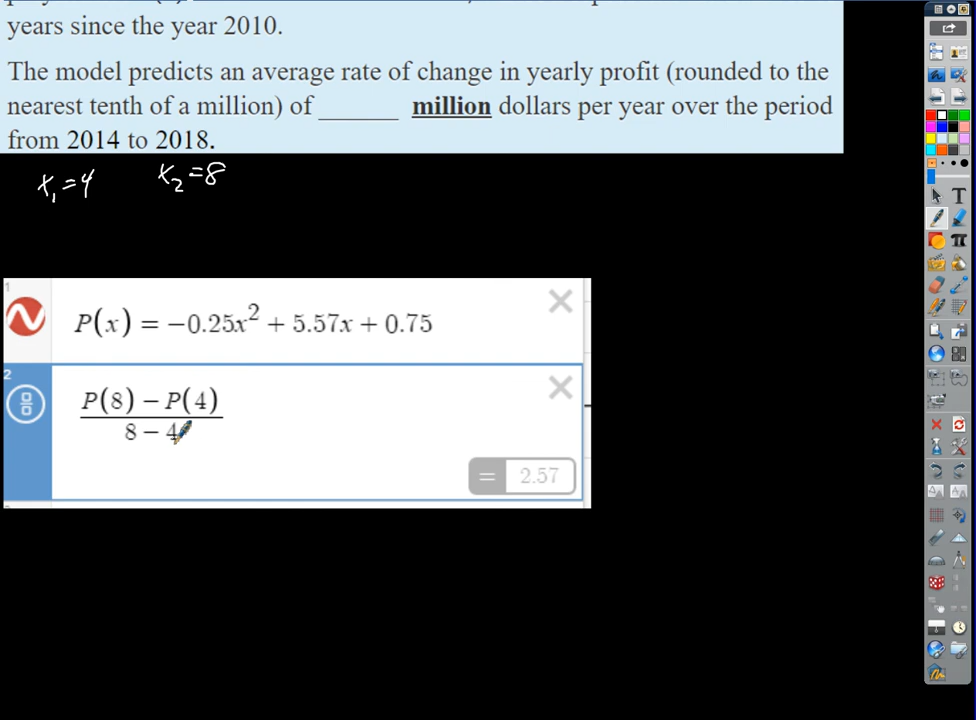 years since the year 2010.
The model predicts an average rate of change in yearly profit (rounded to the
nearest tenth of a million) of ______ million dollars per year over the period
from 2014 to 2018.
x₁=4 x₂=8
1
P(x) = −0.25x² + 5.57x + 0.75
2
P(8) − P(4)
8 − 4
= 2.57
T
π